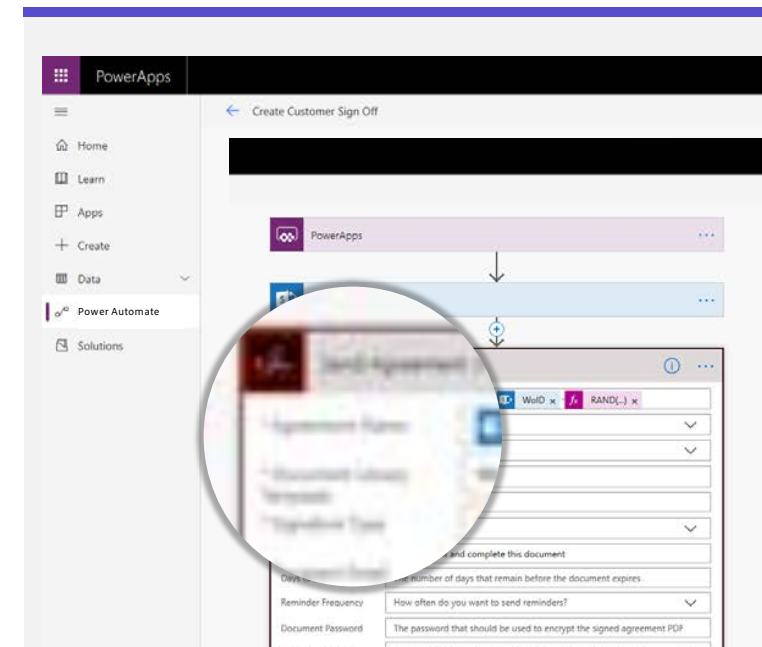 PowerApps
Create Customer Sign Off
Home
Learn
Apps
Create
Data
Power Automate
Solutions
PowerApps
WoID × fx RAND(...) ×
and complete this document
Days
number of days that remain before the document expires
Reminder Frequency How often do you want to send reminders?
Document Password The password that should be used to encrypt the signed agreement PDF